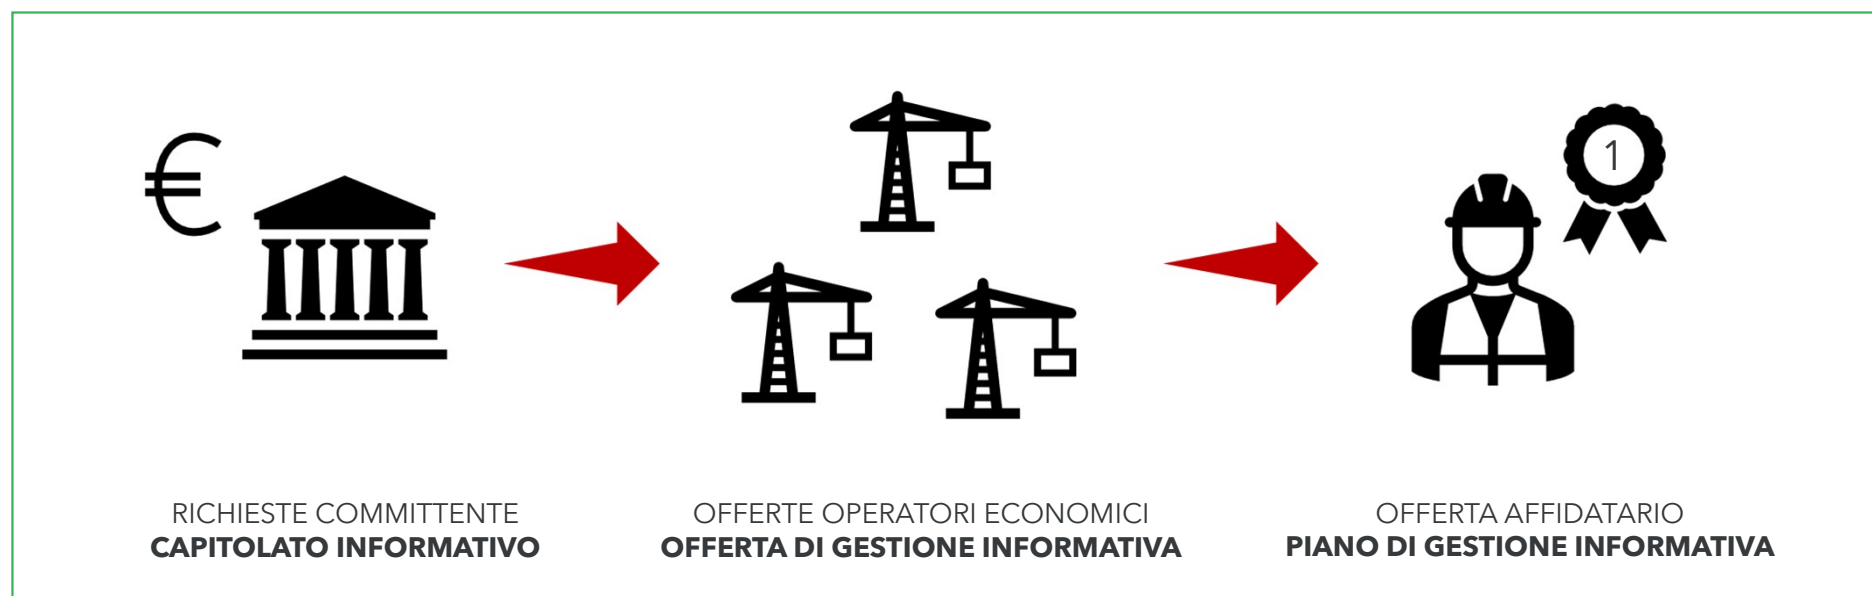 €
1
RICHIESTE COMMITTENTE
CAPITOLATO INFORMATIVO
OFFERTE OPERATORI ECONOMICI
OFFERTA DI GESTIONE INFORMATIVA
OFFERTA AFFIDATARIO
PIANO DI GESTIONE INFORMATIVA